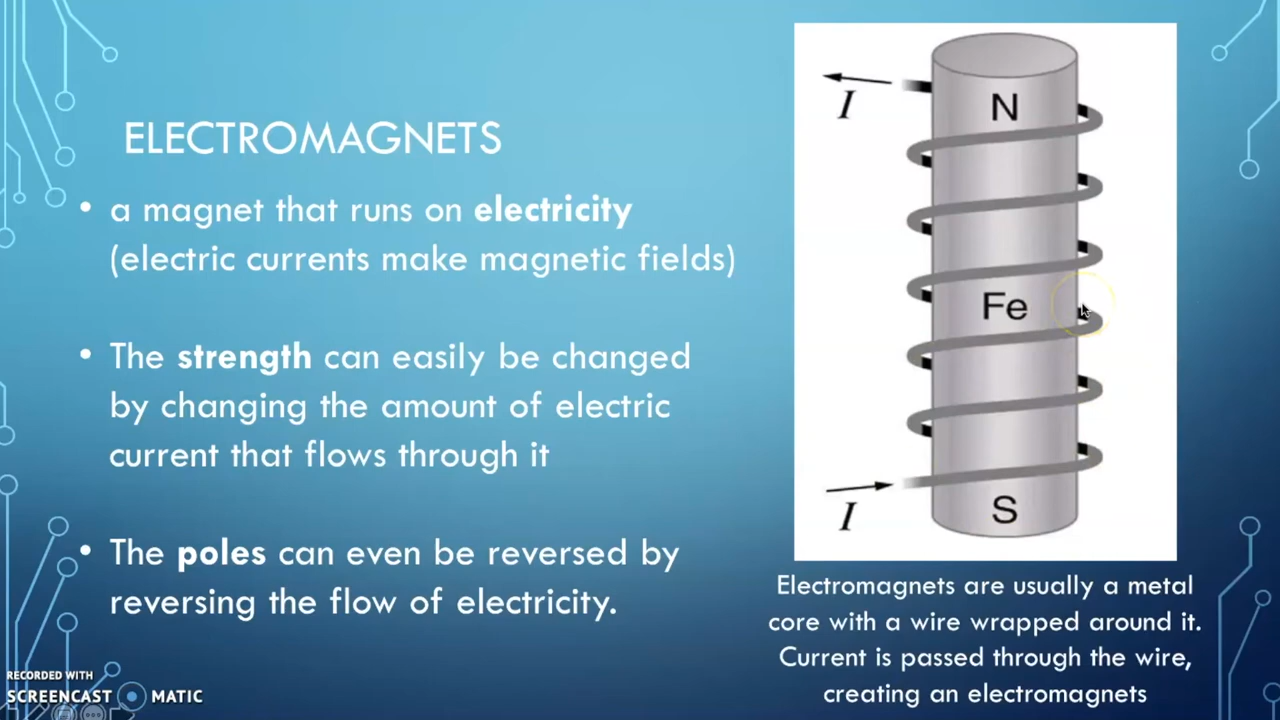 ELECTROMAGNETS
• a magnet that runs on electricity
(electric currents make magnetic fields)
• The strength can easily be changed
by changing the amount of electric
current that flows through it
• The poles can even be reversed by
reversing the flow of electricity.
I
N
Fe
I
S
Electromagnets are usually a metal
core with a wire wrapped around it.
Current is passed through the wire,
creating an electromagnets
RECORDED WITH
SCREENCAST MATIC